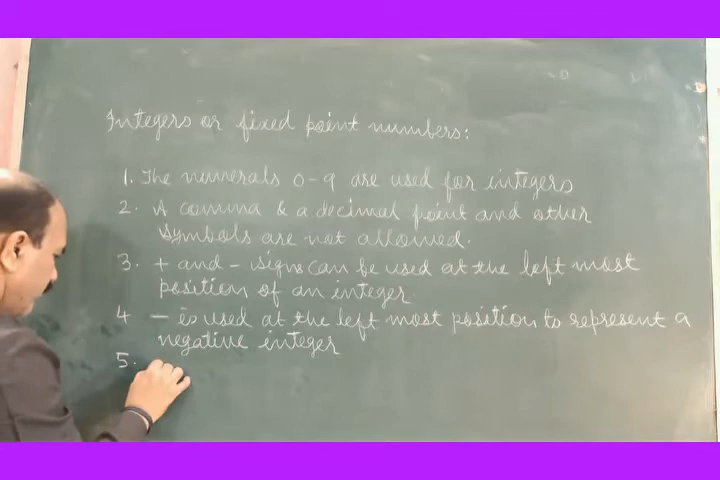 Integers or fixed point numbers:
1. The numerals 0-9 are used for integers
2. A comma & a decimal point and other
symbols are not allowed.
3. + and - signs can be used at the left most
position of an integer
4 - is used at the left most position to represent a
negative integer
5.